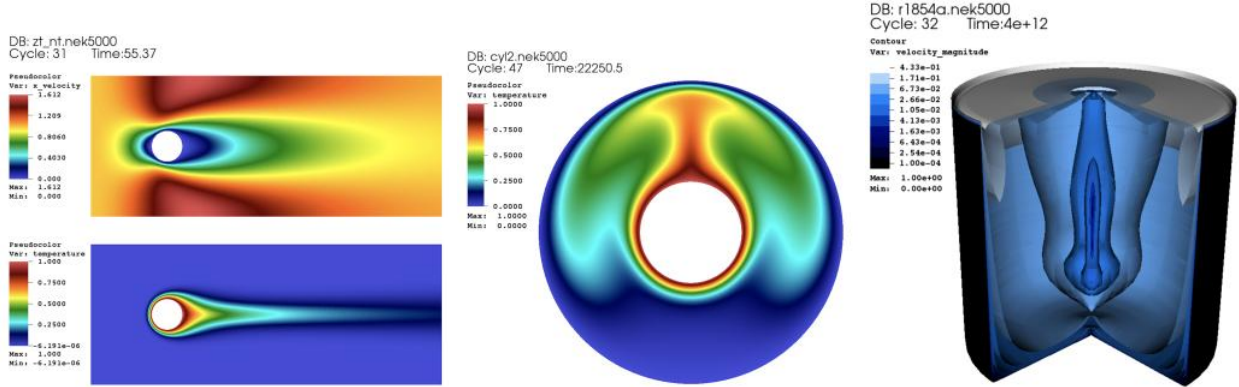 DB: zt_nt.nek5000
Cycle: 31 Time:55.37
Pseudocolor
Var: x_velocity
1.612
1.209
0.8060
0.4030
0.000
Max: 1.612
Min: 0.000
Pseudocolor
Var: temperature
1.000
0.7500
0.5000
0.2500
-6.191e-06
Max: 1.000
Min: -6.191e-06
DB: cyl2.nek5000
Cycle: 47 Time:22250.5
Pseudocolor
Var: temperature
1.0000
0.7500
0.5000
0.2500
0.0000
Max: 1.0000
Min: 0.0000
DB: r1854a.nek5000
Cycle: 32 Time:4e+12
Contour
Var: velocity_magnitude
4.33e-01
1.71e-01
6.73e-02
2.66e-02
1.05e-02
4.13e-03
1.63e-03
6.43e-04
2.54e-04
1.00e-04
Max: 1.00e+00
Min: 0.00e+00